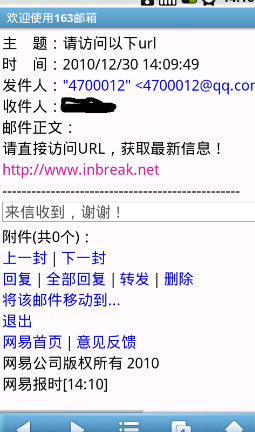 欢迎使用163邮箱
主　题：请访问以下url
时　间：2010/12/30 14:09:49
发件人："4700012" <4700012@qq.com
收件人：
邮件正文：
请直接访问URL，获取最新信息！
http://www.inbreak.net
--------------------------------------------------
来信收到，谢谢！
附件(共0个)：
上一封 | 下一封
回复 | 全部回复 | 转发 | 删除
将该邮件移动到...
退出
网易首页 | 意见反馈
网易公司版权所有 2010
网易报时[14:10]